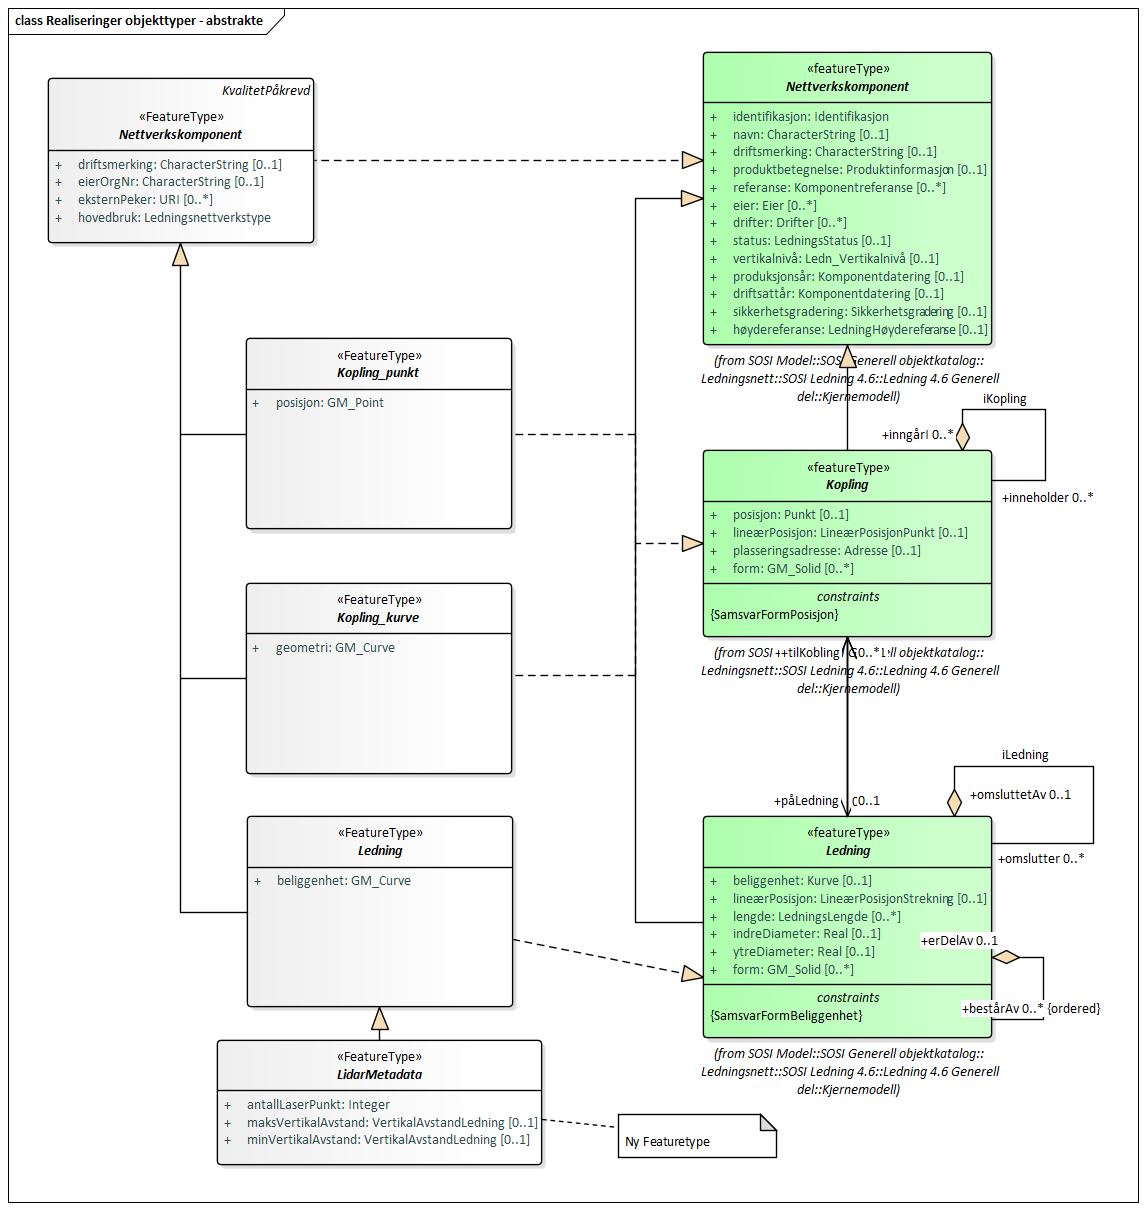 class Realiseringer objekttyper - abstrakte
KvalitetPåkrevd
«FeatureType»
Nettverkskomponent
+ driftsmerking: CharacterString [0..1]
+ eierOrgNr: CharacterString [0..1]
+ eksternPeker: URI [0..*]
+ hovedbruk: Ledningsnettverkstype
«featureType»
Nettverkskomponent
+ identifikasjon: Identifikasjon
+ navn: CharacterString [0..1]
+ driftsmerking: CharacterString [0..1]
+ produktbetegnelse: Produktinformasjon [0..1]
+ referanse: Komponentreferanse [0..*]
+ eier: Eier [0..*]
+ drifter: Drifter [0..*]
+ status: LedningsStatus [0..1]
+ vertikalnivå: Ledn_Vertikalnivå [0..1]
+ produksjonsår: Komponentdatering [0..1]
+ driftsattår: Komponentdatering [0..1]
+ sikkerhetsgradering: Sikkerhetsgradering [0..1]
+ høydereferanse: LedningHøydereferanse [0..1]
(from SOSI Model::SOSI Generell objektkatalog::
Ledningsnett::SOSI Ledning 4.6::Ledning 4.6 Generell
del::Kjernemodell)
«FeatureType»
Kopling_punkt
+ posisjon: GM_Point
iKopling
+inngårI 0..*
+inneholder 0..*
«featureType»
Kopling
+ posisjon: Punkt [0..1]
+ lineærPosisjon: LineærPosisjonPunkt [0..1]
+ plasseringsadresse: Adresse [0..1]
+ form: GM_Solid [0..*]
constraints
{SamsvarFormPosisjon}
(from SOSI ++tilKobling 0..* ll objektkatalog::
Ledningsnett::SOSI Ledning 4.6::Ledning 4.6 Generell
del::Kjernemodell)
«FeatureType»
Kopling_kurve
+ geometri: GM_Curve
iLedning
+omsluttetAv 0..1
+omslutter 0..*
+påLedning 0..1
«FeatureType»
Ledning
+ beliggenhet: GM_Curve
«featureType»
Ledning
+ beliggenhet: Kurve [0..1]
+ lineærPosisjon: LineærPosisjonStrekning [0..1]
+ lengde: LedningsLengde [0..*]
+ indreDiameter: Real [0..1]
+ ytreDiameter: Real [0..1]
+ form: GM_Solid [0..*]
constraints
{SamsvarFormBeliggenhet}
+erDelAv 0..1
+bestårAv 0..* {ordered}
(from SOSI Model::SOSI Generell objektkatalog::
Ledningsnett::SOSI Ledning 4.6::Ledning 4.6 Generell
del::Kjernemodell)
«FeatureType»
LidarMetadata
+ antallLaserPunkt: Integer
+ maksVertikalAvstand: VertikalAvstandLedning [0..1]
+ minVertikalAvstand: VertikalAvstandLedning [0..1]
Ny Featuretype